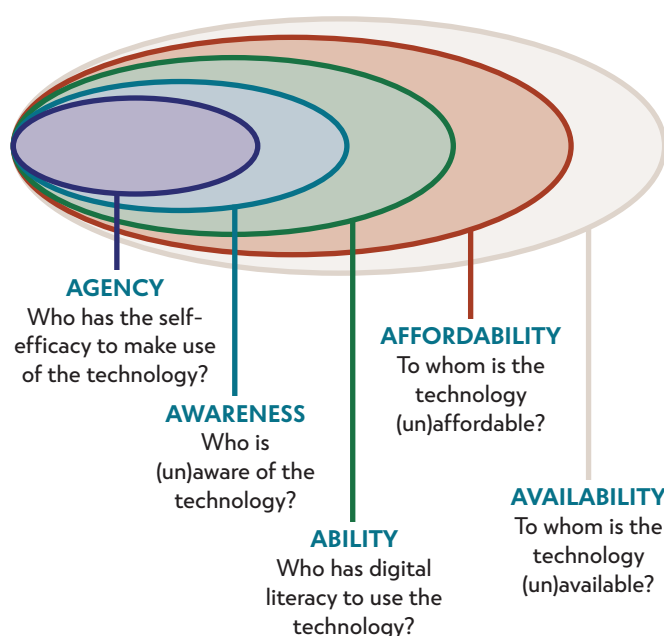 AGENCY
Who has the self-
efficacy to make use
of the technology?
AWARENESS
Who is
(un)aware of the
technology?
ABILITY
Who has digital
literacy to use the
technology?
AFFORDABILITY
To whom is the
technology
(un)affordable?
AVAILABILITY
To whom is the
technology
(un)available?